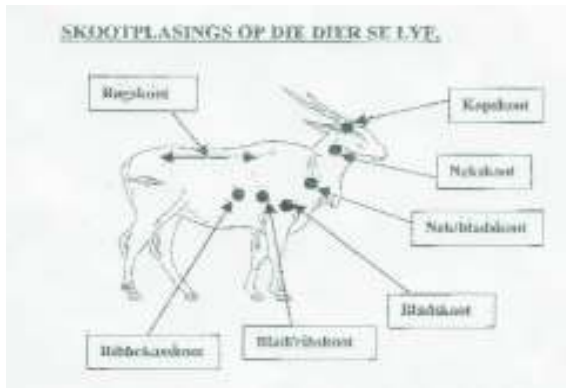 SKOOTPLASINGS OP DIE DIER SE LYF.
Rugskoot
Kopskoot
Nekskoot
Nek/bladskoot
Bladskoot
Blad/ribskoot
Ribbekasskoot